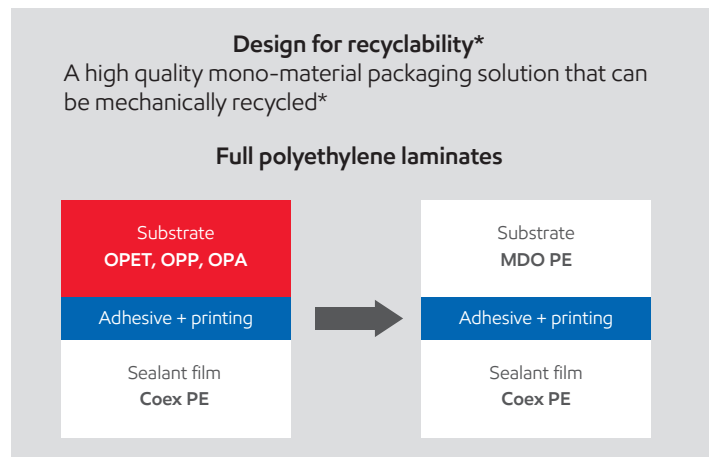 Design for recyclability*
A high quality mono-material packaging solution that can
be mechanically recycled*
Full polyethylene laminates
Substrate
OPET, OPP, OPA
Adhesive + printing
Sealant film
Coex PE
Substrate
MDO PE
Adhesive + printing
Sealant film
Coex PE